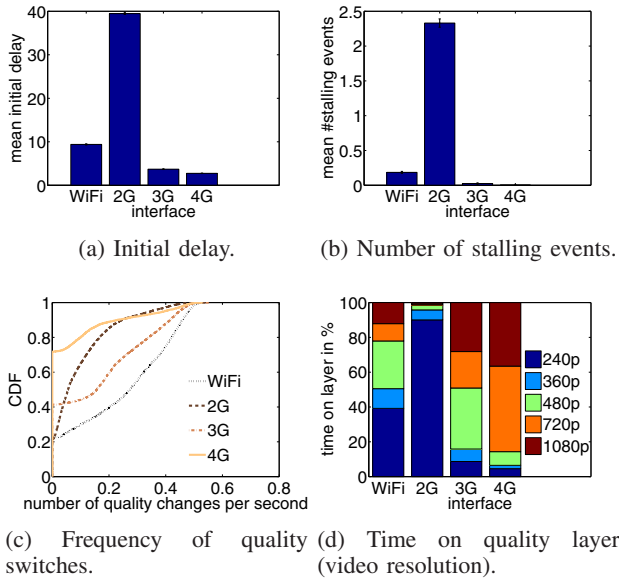 40
30
20
10
0
mean initial delay
WiFi 2G 3G 4G
interface
(a) Initial delay.
2.5
2
1.5
1
0.5
0
mean #stalling events
WiFi 2G 3G 4G
interface
(b) Number of stalling events.
1
0.8
0.6
0.4
0.2
0
CDF
WiFi
2G
3G
4G
0 0.2 0.4 0.6 0.8
number of quality changes per second
(c) Frequency of quality
switches.
100
80
60
40
20
0
time on layer in %
240p
360p
480p
720p
1080p
WiFi 2G 3G 4G
interface
(d) Time on quality layer
(video resolution).